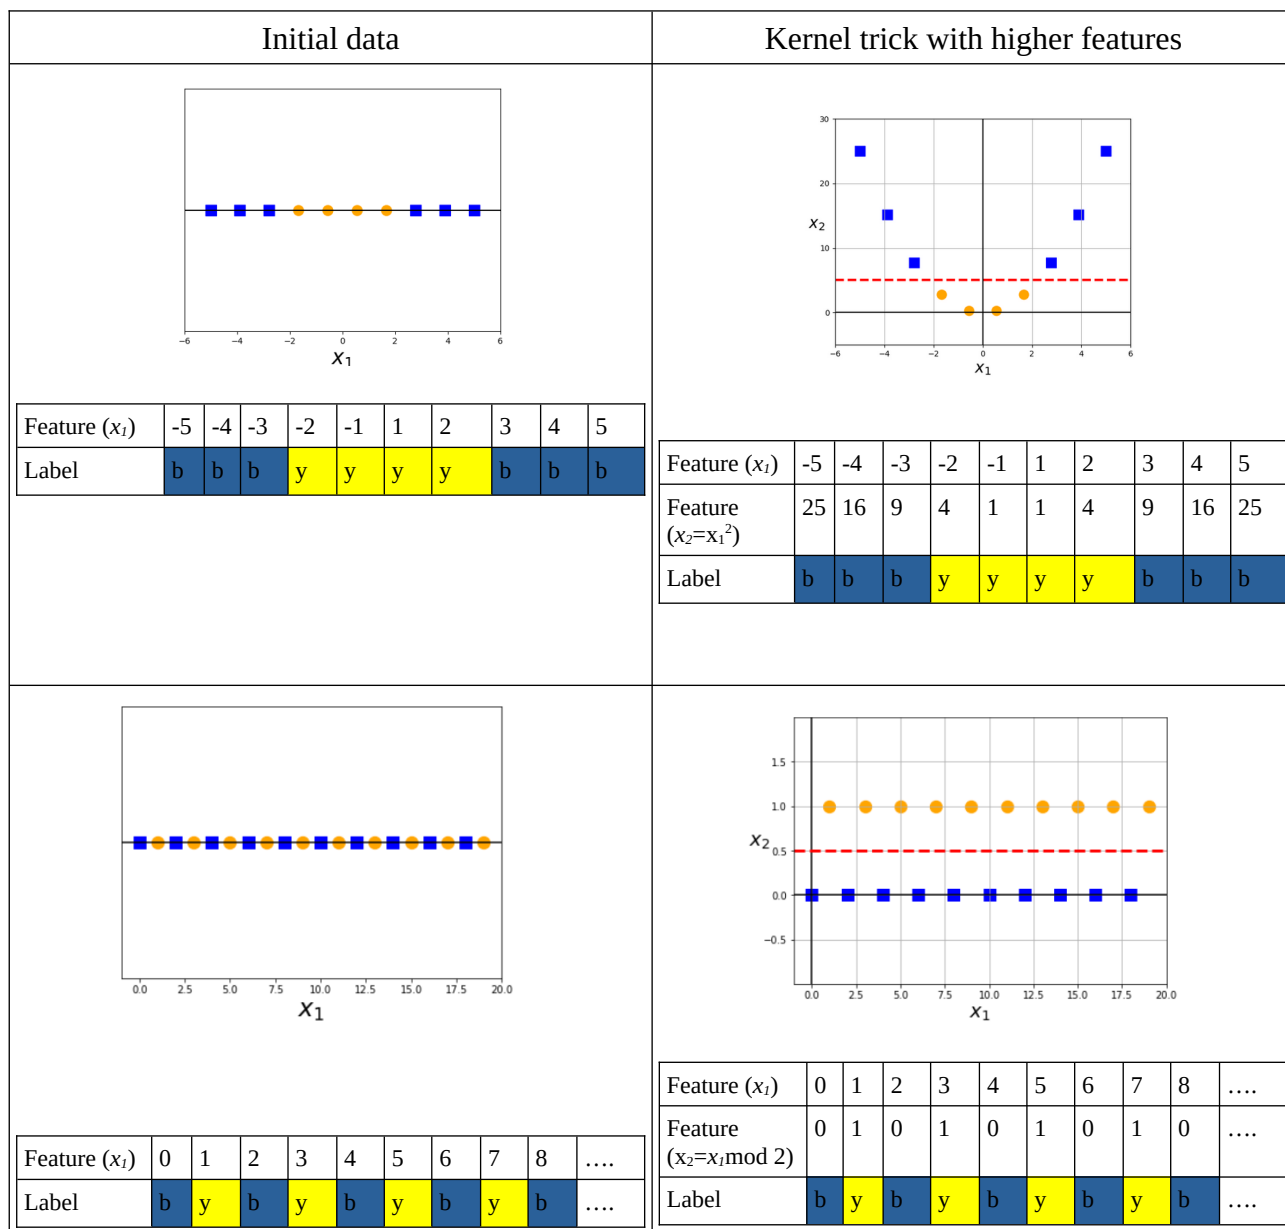 Initial data
Kernel trick with higher features
−6 −4 −2 0 2 4 6
x₁
Feature (x₁) -5 -4 -3 -2 -1 1 2 3 4 5
Label b b b y y y y b b b
30
20
x₂
10
0
−6 −4 −2 0 2 4 6
x₁
Feature (x₁) -5 -4 -3 -2 -1 1 2 3 4 5
Feature 25 16 9 4 1 1 4 9 16 25
(x₂=x₁²)
Label b b b y y y y b b b
0.0 2.5 5.0 7.5 10.0 12.5 15.0 17.5 20.0
x₁
Feature (x₁) 0 1 2 3 4 5 6 7 8 ....
Label b y b y b y b y b ....
1.5
1.0
x₂
0.5
0.0
−0.5
0.0 2.5 5.0 7.5 10.0 12.5 15.0 17.5 20.0
x₁
Feature (x₁) 0 1 2 3 4 5 6 7 8 ....
Feature 0 1 0 1 0 1 0 1 0 ....
(x₂=x₁mod 2)
Label b y b y b y b y b ....